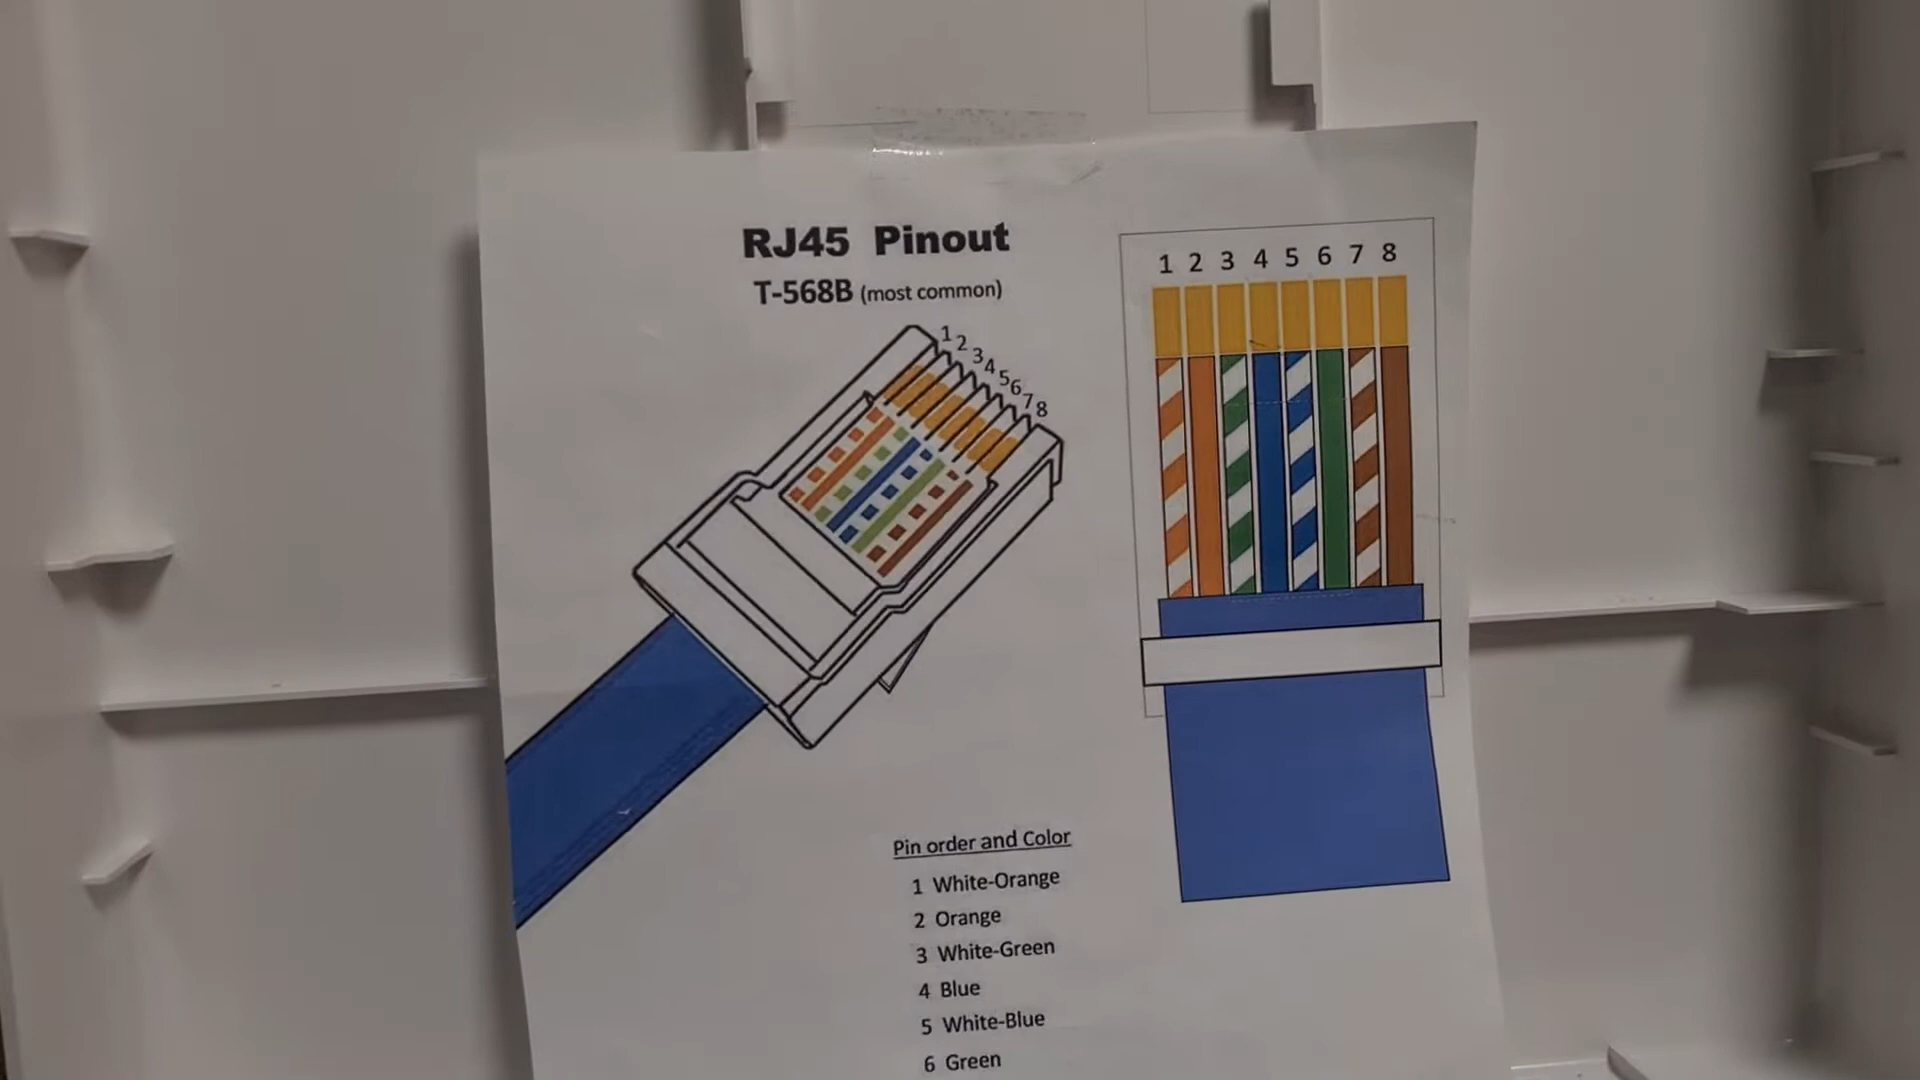 RJ45 Pinout
T-568B (most common)
1
2
3
4
5
6
7
8
1 2 3 4 5 6 7 8
Pin order and Color
1 White-Orange
2 Orange
3 White-Green
4 Blue
5 White-Blue
6 Green